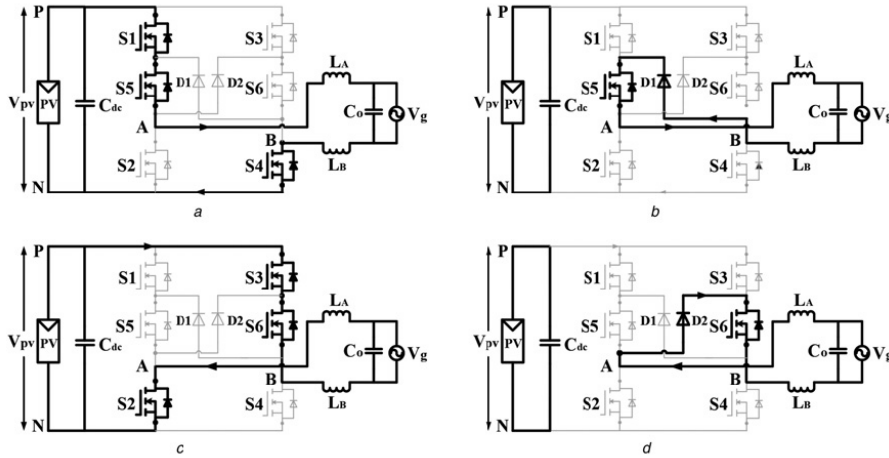 P
S1
S3
S5
D1
D2
S6
LA
Vpv
PV
Cdc
Co
Vg
A
B
S2
S4
LB
N
a
P
S1
S3
S5
D1
D2
S6
LA
Vpv
PV
Cdc
Co
Vg
A
B
S2
S4
LB
N
b
P
S1
S3
S5
D1
D2
S6
LA
Vpv
PV
Cdc
Co
Vg
A
B
S2
S4
LB
N
c
P
S1
S3
S5
D1
D2
S6
LA
Vpv
PV
Cdc
Co
Vg
A
B
S2
S4
LB
N
d